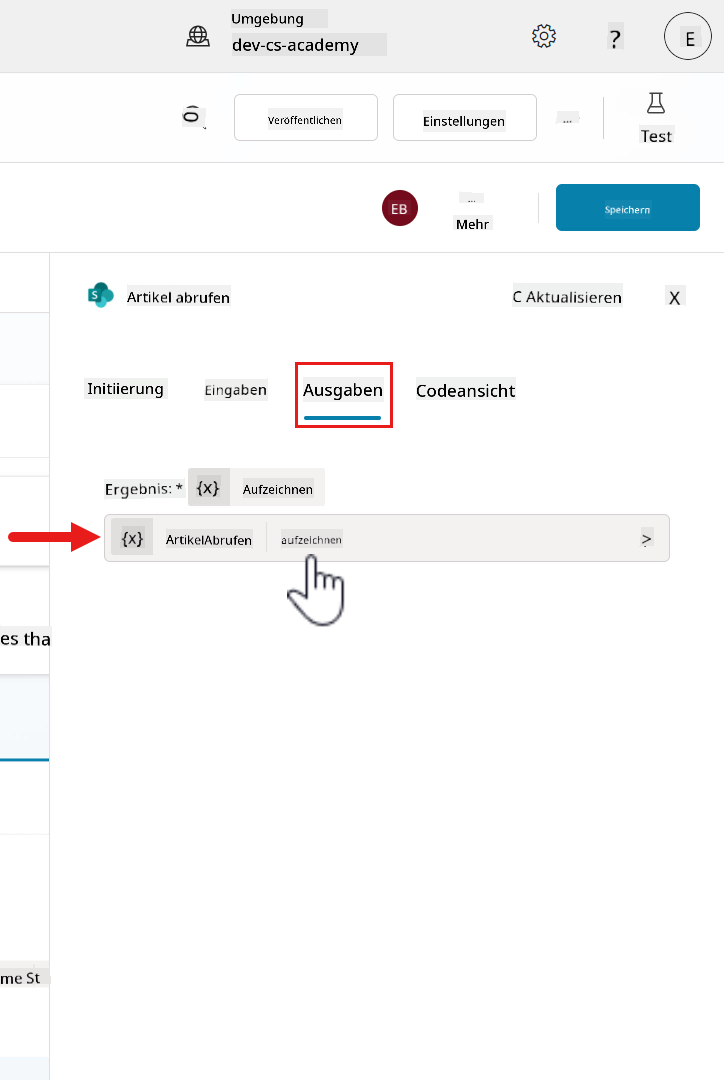 Umgebung
dev-cs-academy
?
E
Veröffentlichen
Einstellungen
...
Test
EB
...
Mehr
Speichern
S
Artikel abrufen
C Aktualisieren
X
Initiierung
Eingaben
Ausgaben
Codeansicht
Ergebnis: * {x} Aufzeichnen
{x} ArtikelAbrufen aufzeichnen >
es tha
me St